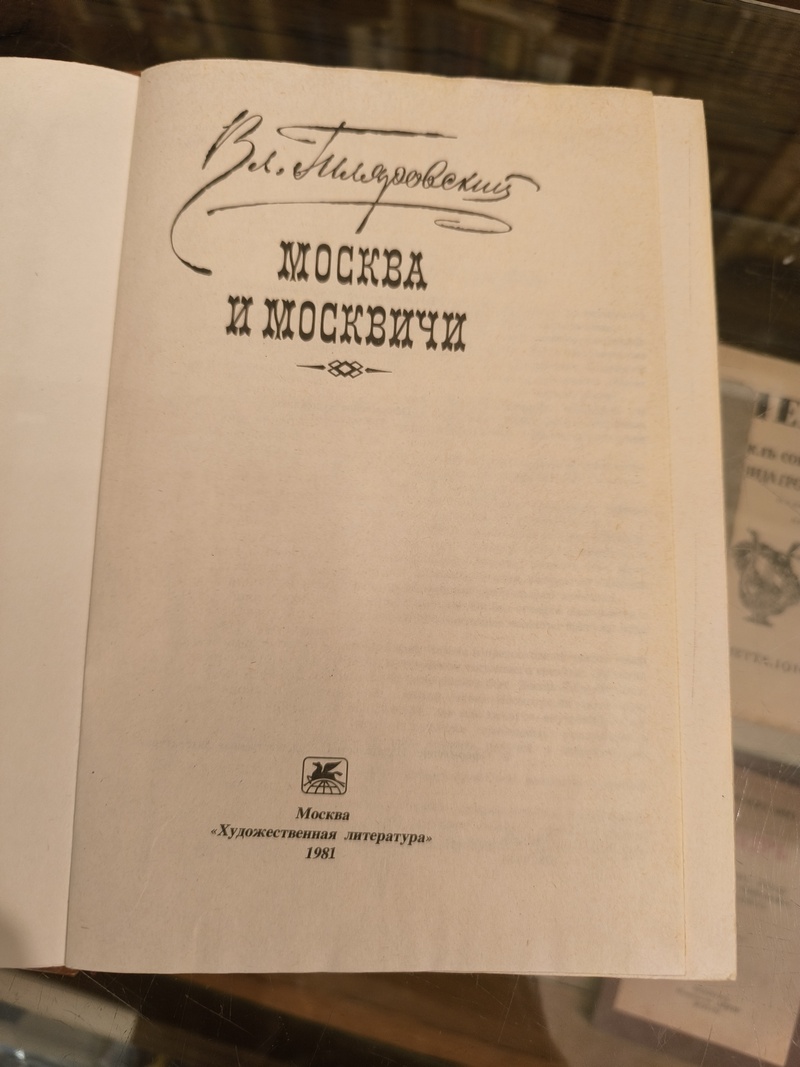 Вл. Гиляровский
МОСКВА
И МОСКВИЧИ
Москва
«Художественная литература»
1981